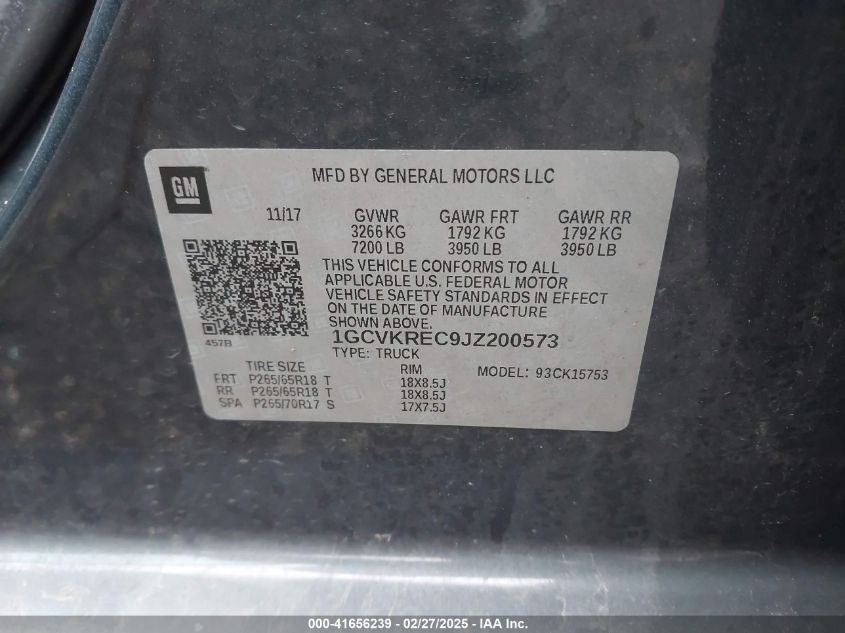 GM
MFD BY GENERAL MOTORS LLC
11/17 GVWR GAWR FRT GAWR RR
3266 KG 1792 KG 1792 KG
7200 LB 3950 LB 3950 LB
THIS VEHICLE CONFORMS TO ALL
APPLICABLE U.S. FEDERAL MOTOR
VEHICLE SAFETY STANDARDS IN EFFECT
ON THE DATE OF MANUFACTURE
SHOWN ABOVE.
457B
1GCVKREC9JZ200573
TYPE: TRUCK
TIRE SIZE RIM MODEL: 93CK15753
FRT P265/65R18 T 18X8.5J
RR P265/65R18 T 18X8.5J
SPA P265/70R17 S 17X7.5J
000-41656239 - 02/27/2025 - IAA Inc.